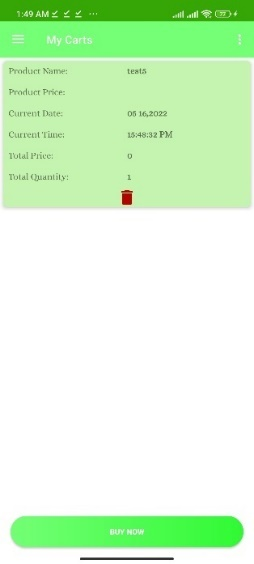 1:49 AM
My Carts
Product Name: test5
Product Price:
Current Date: 05 16,2022
Current Time: 15:48:32 PM
Total Price: 0
Total Quantity: 1
BUY NOW